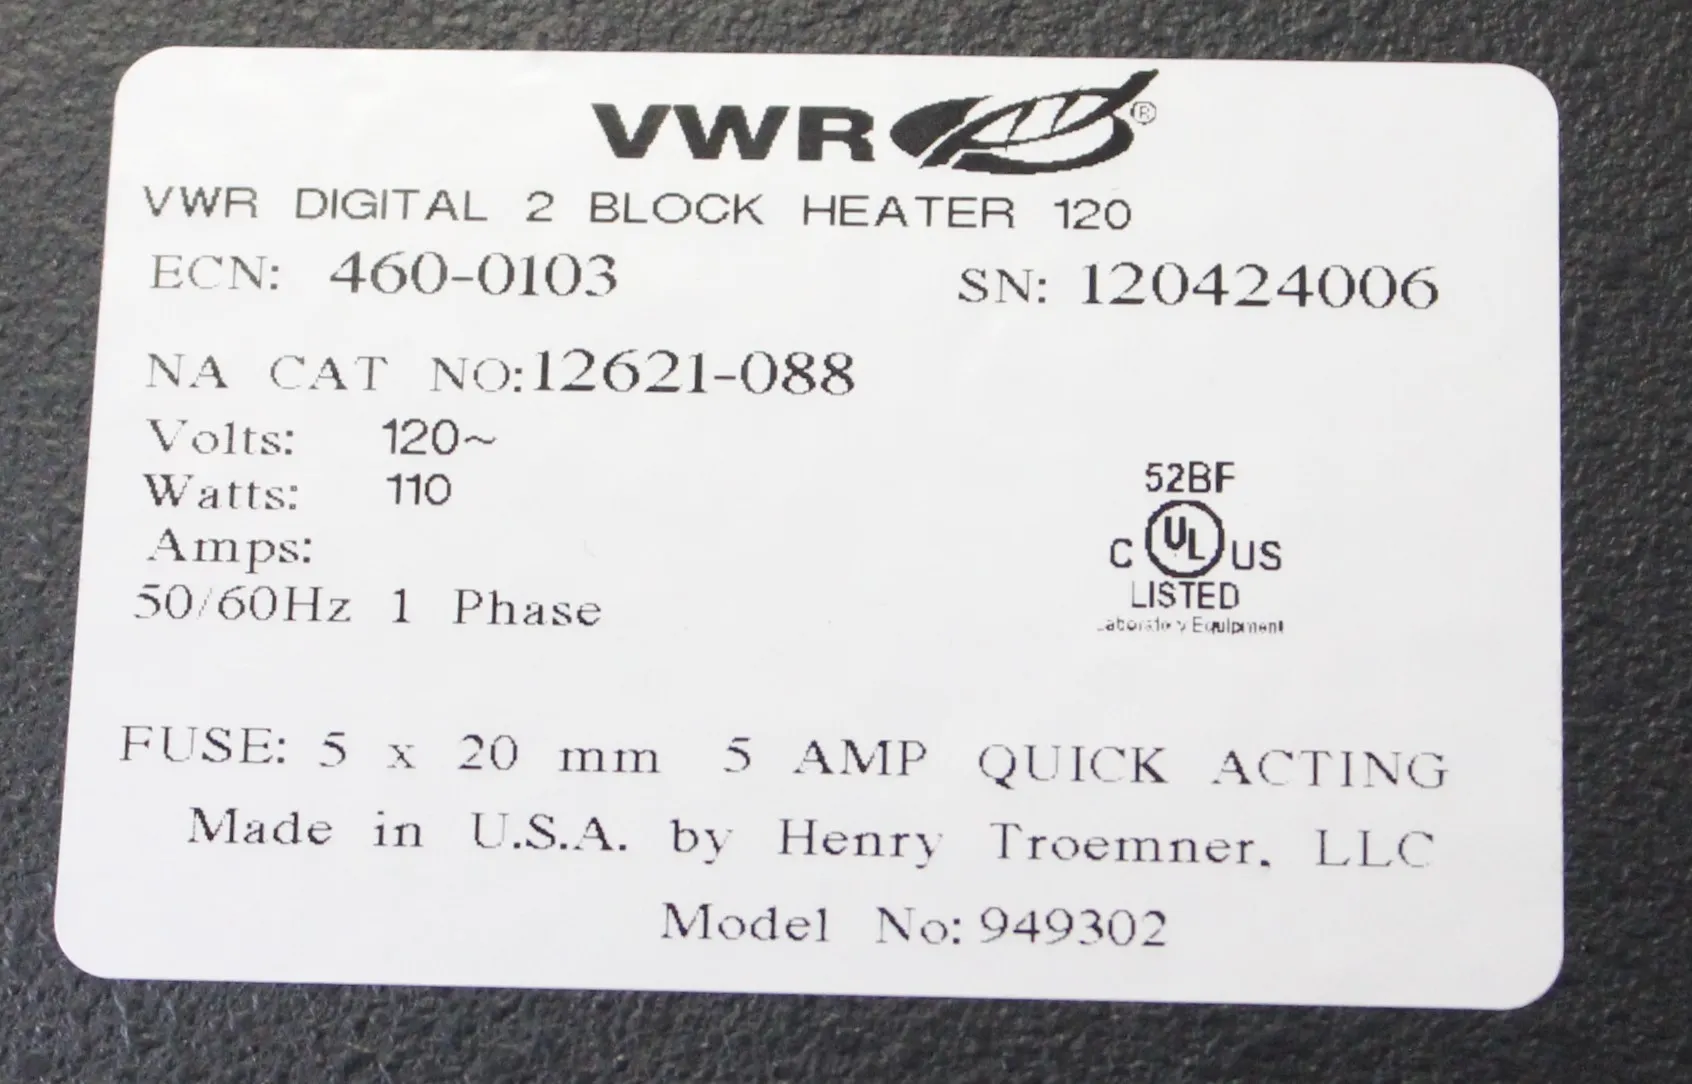 VWR®
VWR DIGITAL 2 BLOCK HEATER 120
ECN: 460-0103 SN: 120424006
NA CAT NO:12621-088
Volts: 120~
Watts: 110
Amps:
50/60Hz 1 Phase
52BF
C UL US
LISTED
Laboratory Equipment
FUSE: 5 x 20 mm 5 AMP QUICK ACTING
Made in U.S.A. by Henry Troemner, LLC
Model No: 949302